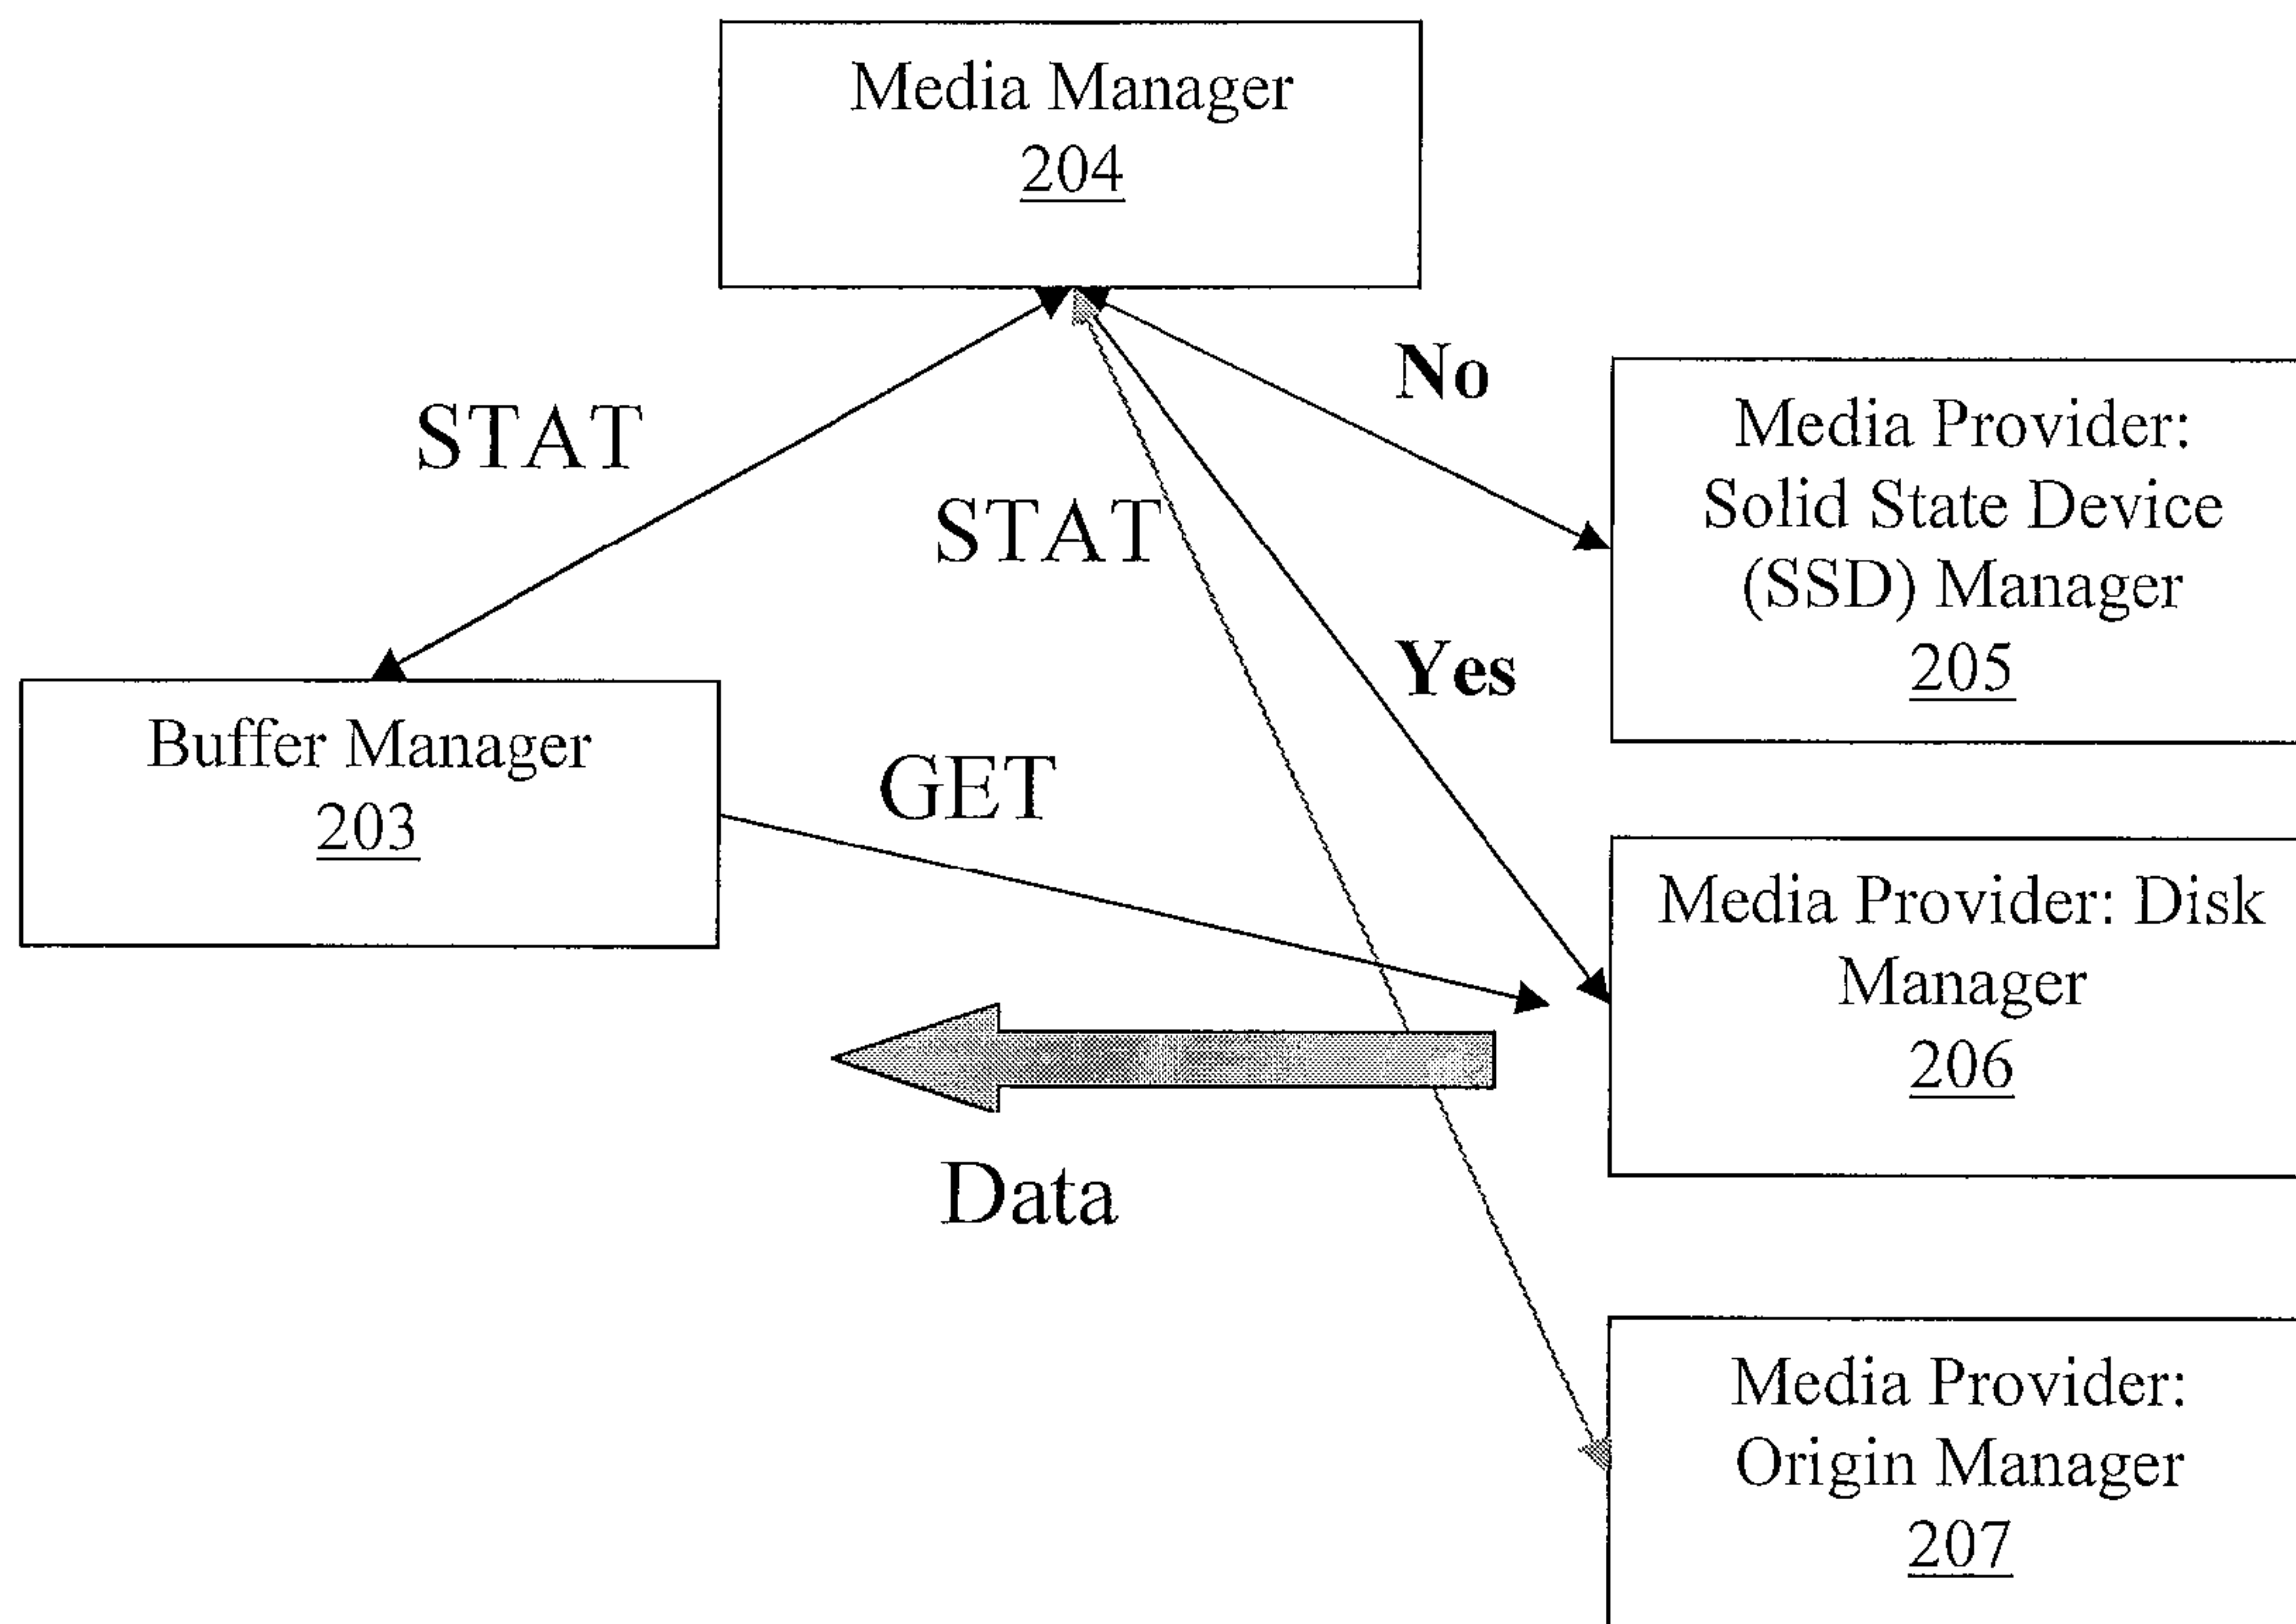 Media Manager
204
No
STAT
Media Provider:
Solid State Device
(SSD) Manager
205
STAT
Yes
Buffer Manager
203
GET
Media Provider: Disk
Manager
206
Data
Media Provider:
Origin Manager
207